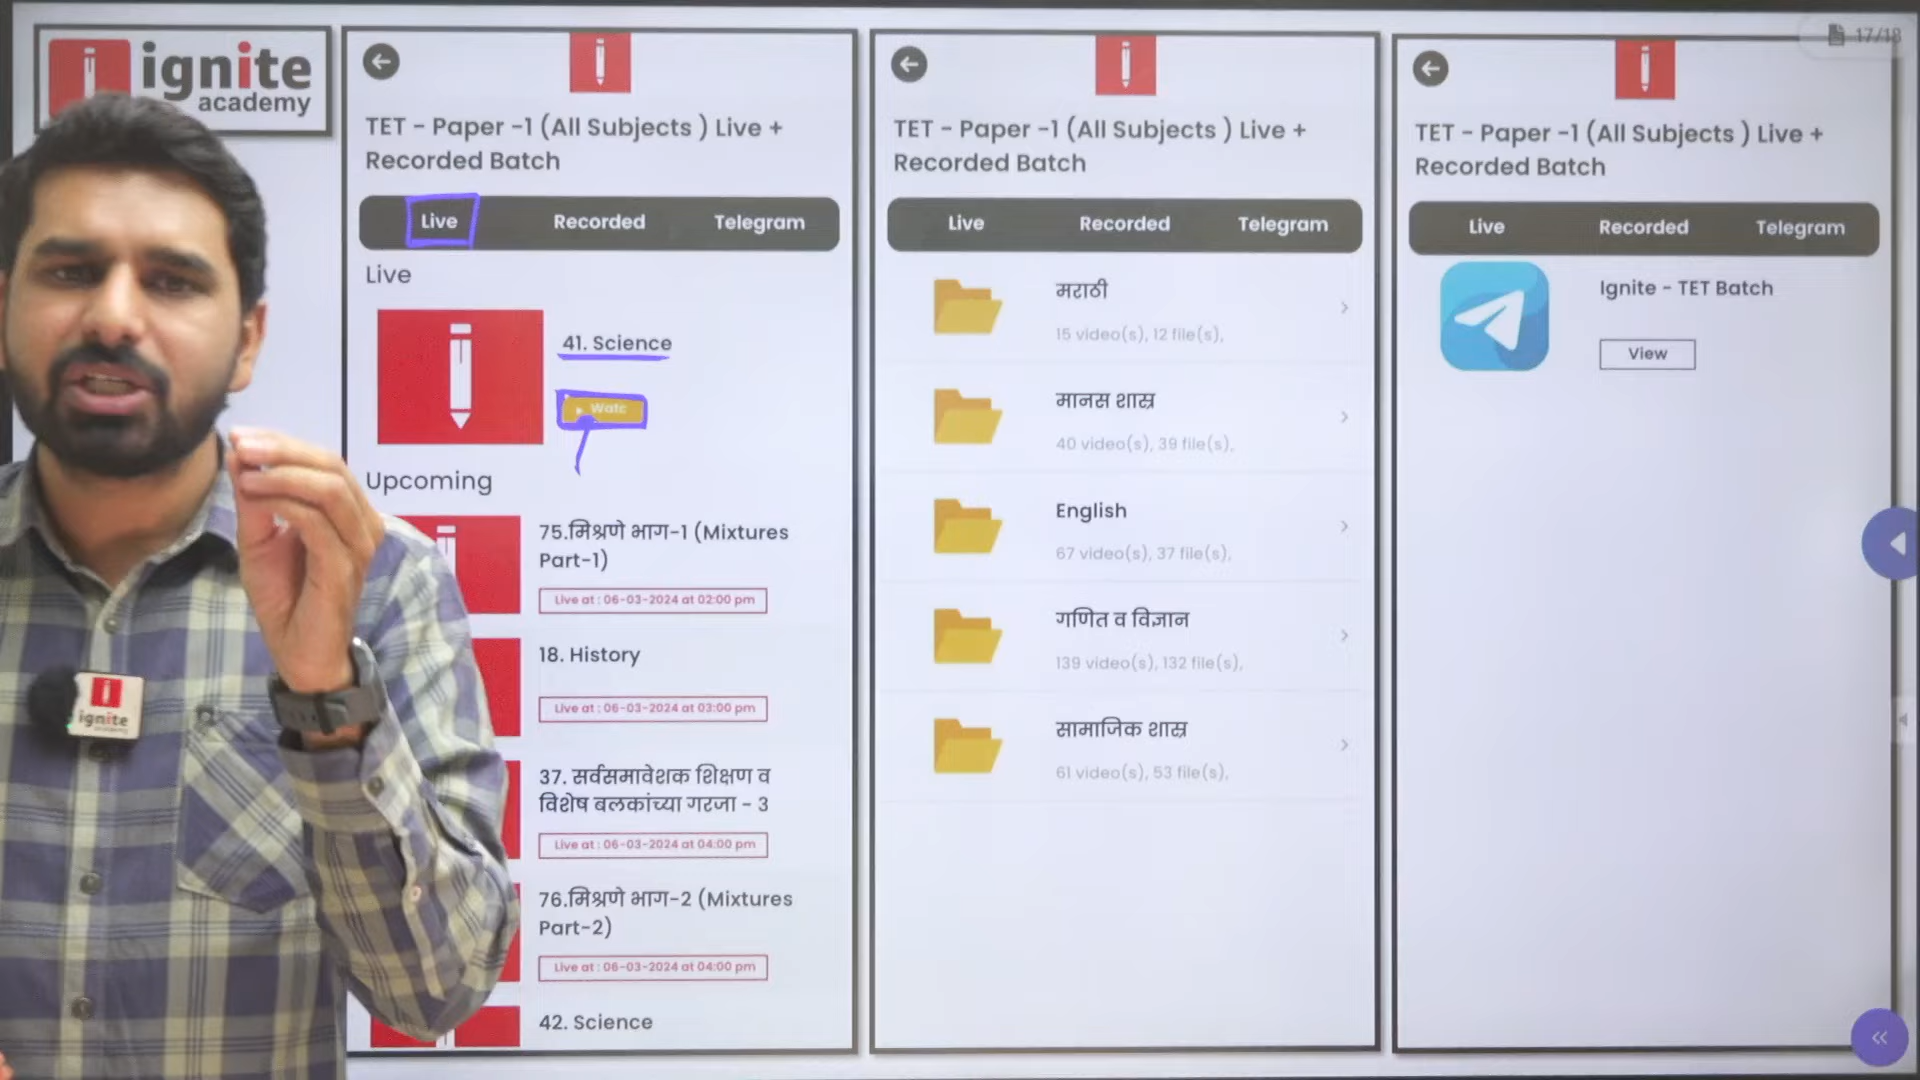 17/18
ignite
academy
TET - Paper -1 (All Subjects ) Live +
Recorded Batch
Live
Recorded
Telegram
Live
41. Science
Watc
Upcoming
75.मिश्रणे भाग-1 (Mixtures
Part-1)
Live at : 06-03-2024 at 02:00 pm
18. History
Live at : 06-03-2024 at 03:00 pm
37. सर्वसमावेशक शिक्षण व
विशेष बलकांच्या गरजा - 3
Live at : 06-03-2024 at 04:00 pm
76.मिश्रणे भाग-2 (Mixtures
Part-2)
Live at : 06-03-2024 at 04:00 pm
42. Science
TET - Paper -1 (All Subjects ) Live +
Recorded Batch
Live
Recorded
Telegram
मराठी
15 video(s), 12 file(s),
मानस शास्त्र
40 video(s), 39 file(s),
English
67 video(s), 37 file(s),
गणित व विज्ञान
139 video(s), 132 file(s),
सामाजिक शास्त्र
61 video(s), 53 file(s),
TET - Paper -1 (All Subjects ) Live +
Recorded Batch
Live
Recorded
Telegram
Ignite - TET Batch
View
ignite
academy